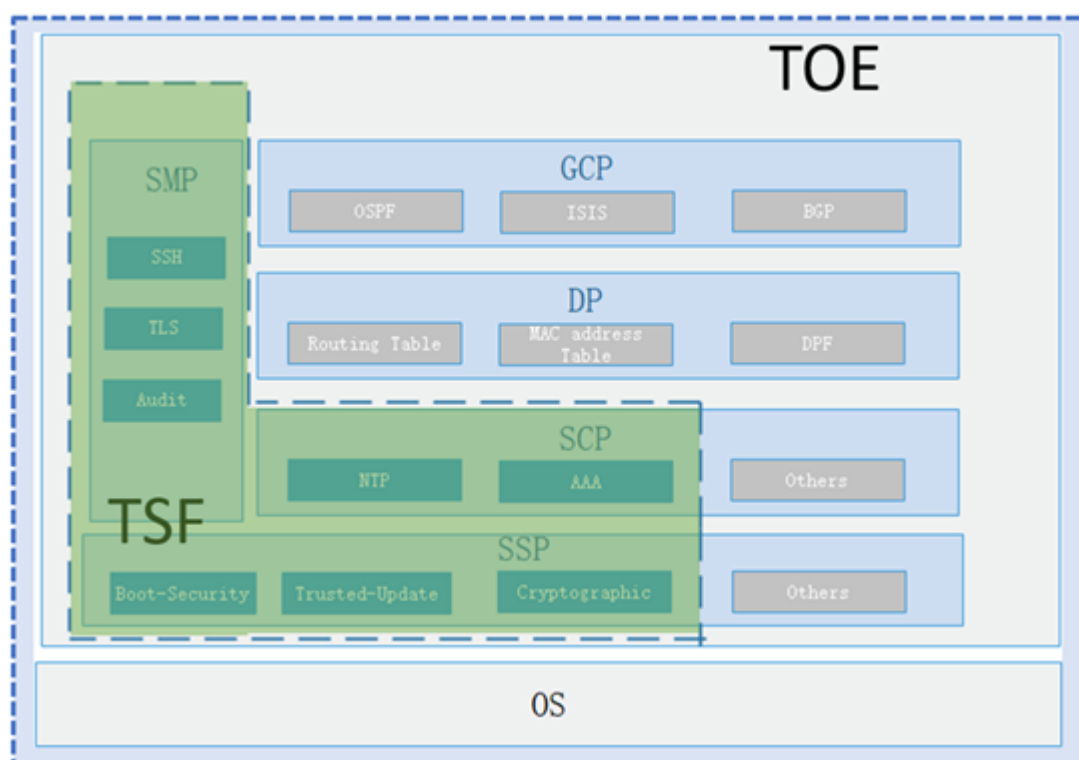 TOE
SMP
SSH
TLS
Audit
GCP
OSPF
ISIS
BGP
DP
Routing Table
MAC address
Table
DPF
SCP
NTP
AAA
Others
TSF
SSP
Boot-Security
Trusted-Update
Cryptographic
Others
OS